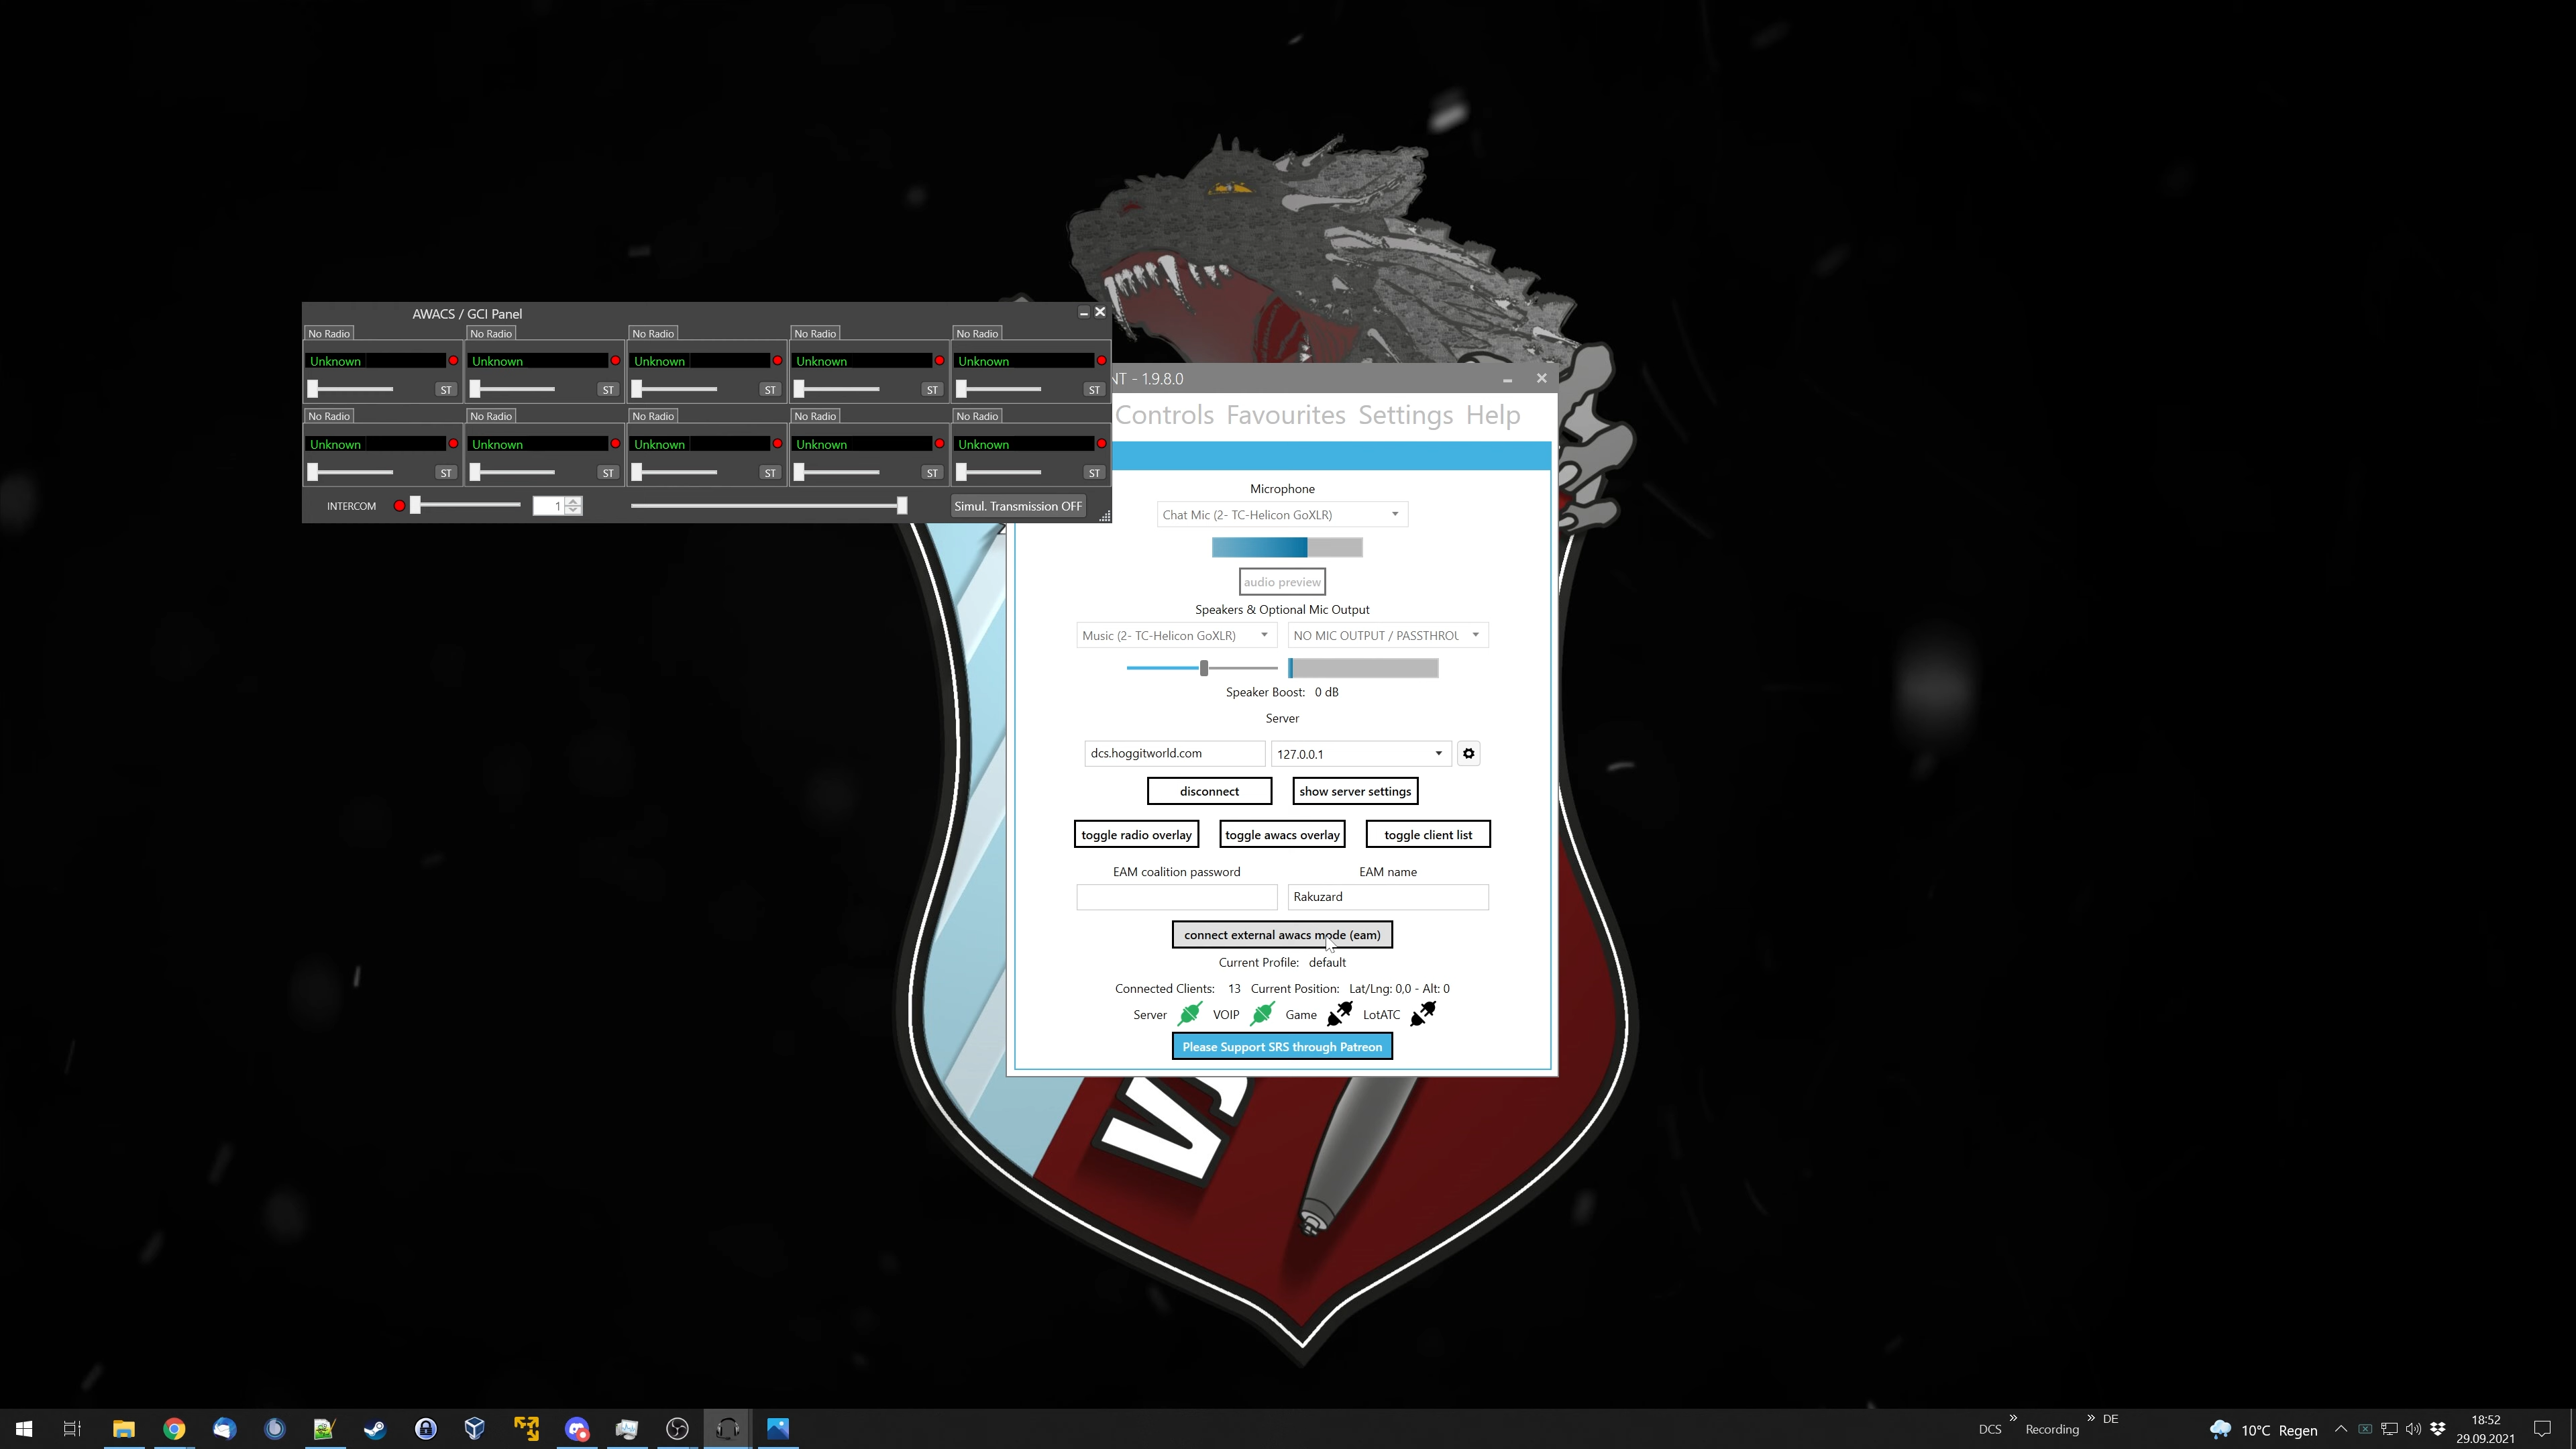 AWACS / GCI Panel
No Radio No Radio No Radio No Radio No Radio
Unknown Unknown Unknown Unknown Unknown
ST ST ST ST ST
No Radio No Radio No Radio No Radio No Radio
Unknown Unknown Unknown Unknown Unknown
ST ST ST ST ST
INTERCOM 1 Simul. Transmission OFF
NT - 1.9.8.0
Controls Favourites Settings Help
Microphone
Chat Mic (2- TC-Helicon GoXLR)
audio preview
Speakers & Optional Mic Output
Music (2- TC-Helicon GoXLR) NO MIC OUTPUT / PASSTHROU
Speaker Boost: 0 dB
Server
dcs.hoggitworld.com 127.0.0.1
disconnect show server settings
toggle radio overlay toggle awacs overlay toggle client list
EAM coalition password EAM name
Rakuzard
connect external awacs mode (eam)
Current Profile: default
Connected Clients: 13 Current Position: Lat/Lng: 0,0 - Alt: 0
Server VOIP Game LotATC
Please Support SRS through Patreon
DCS » Recording » DE
10°C Regen
18:52
29.09.2021